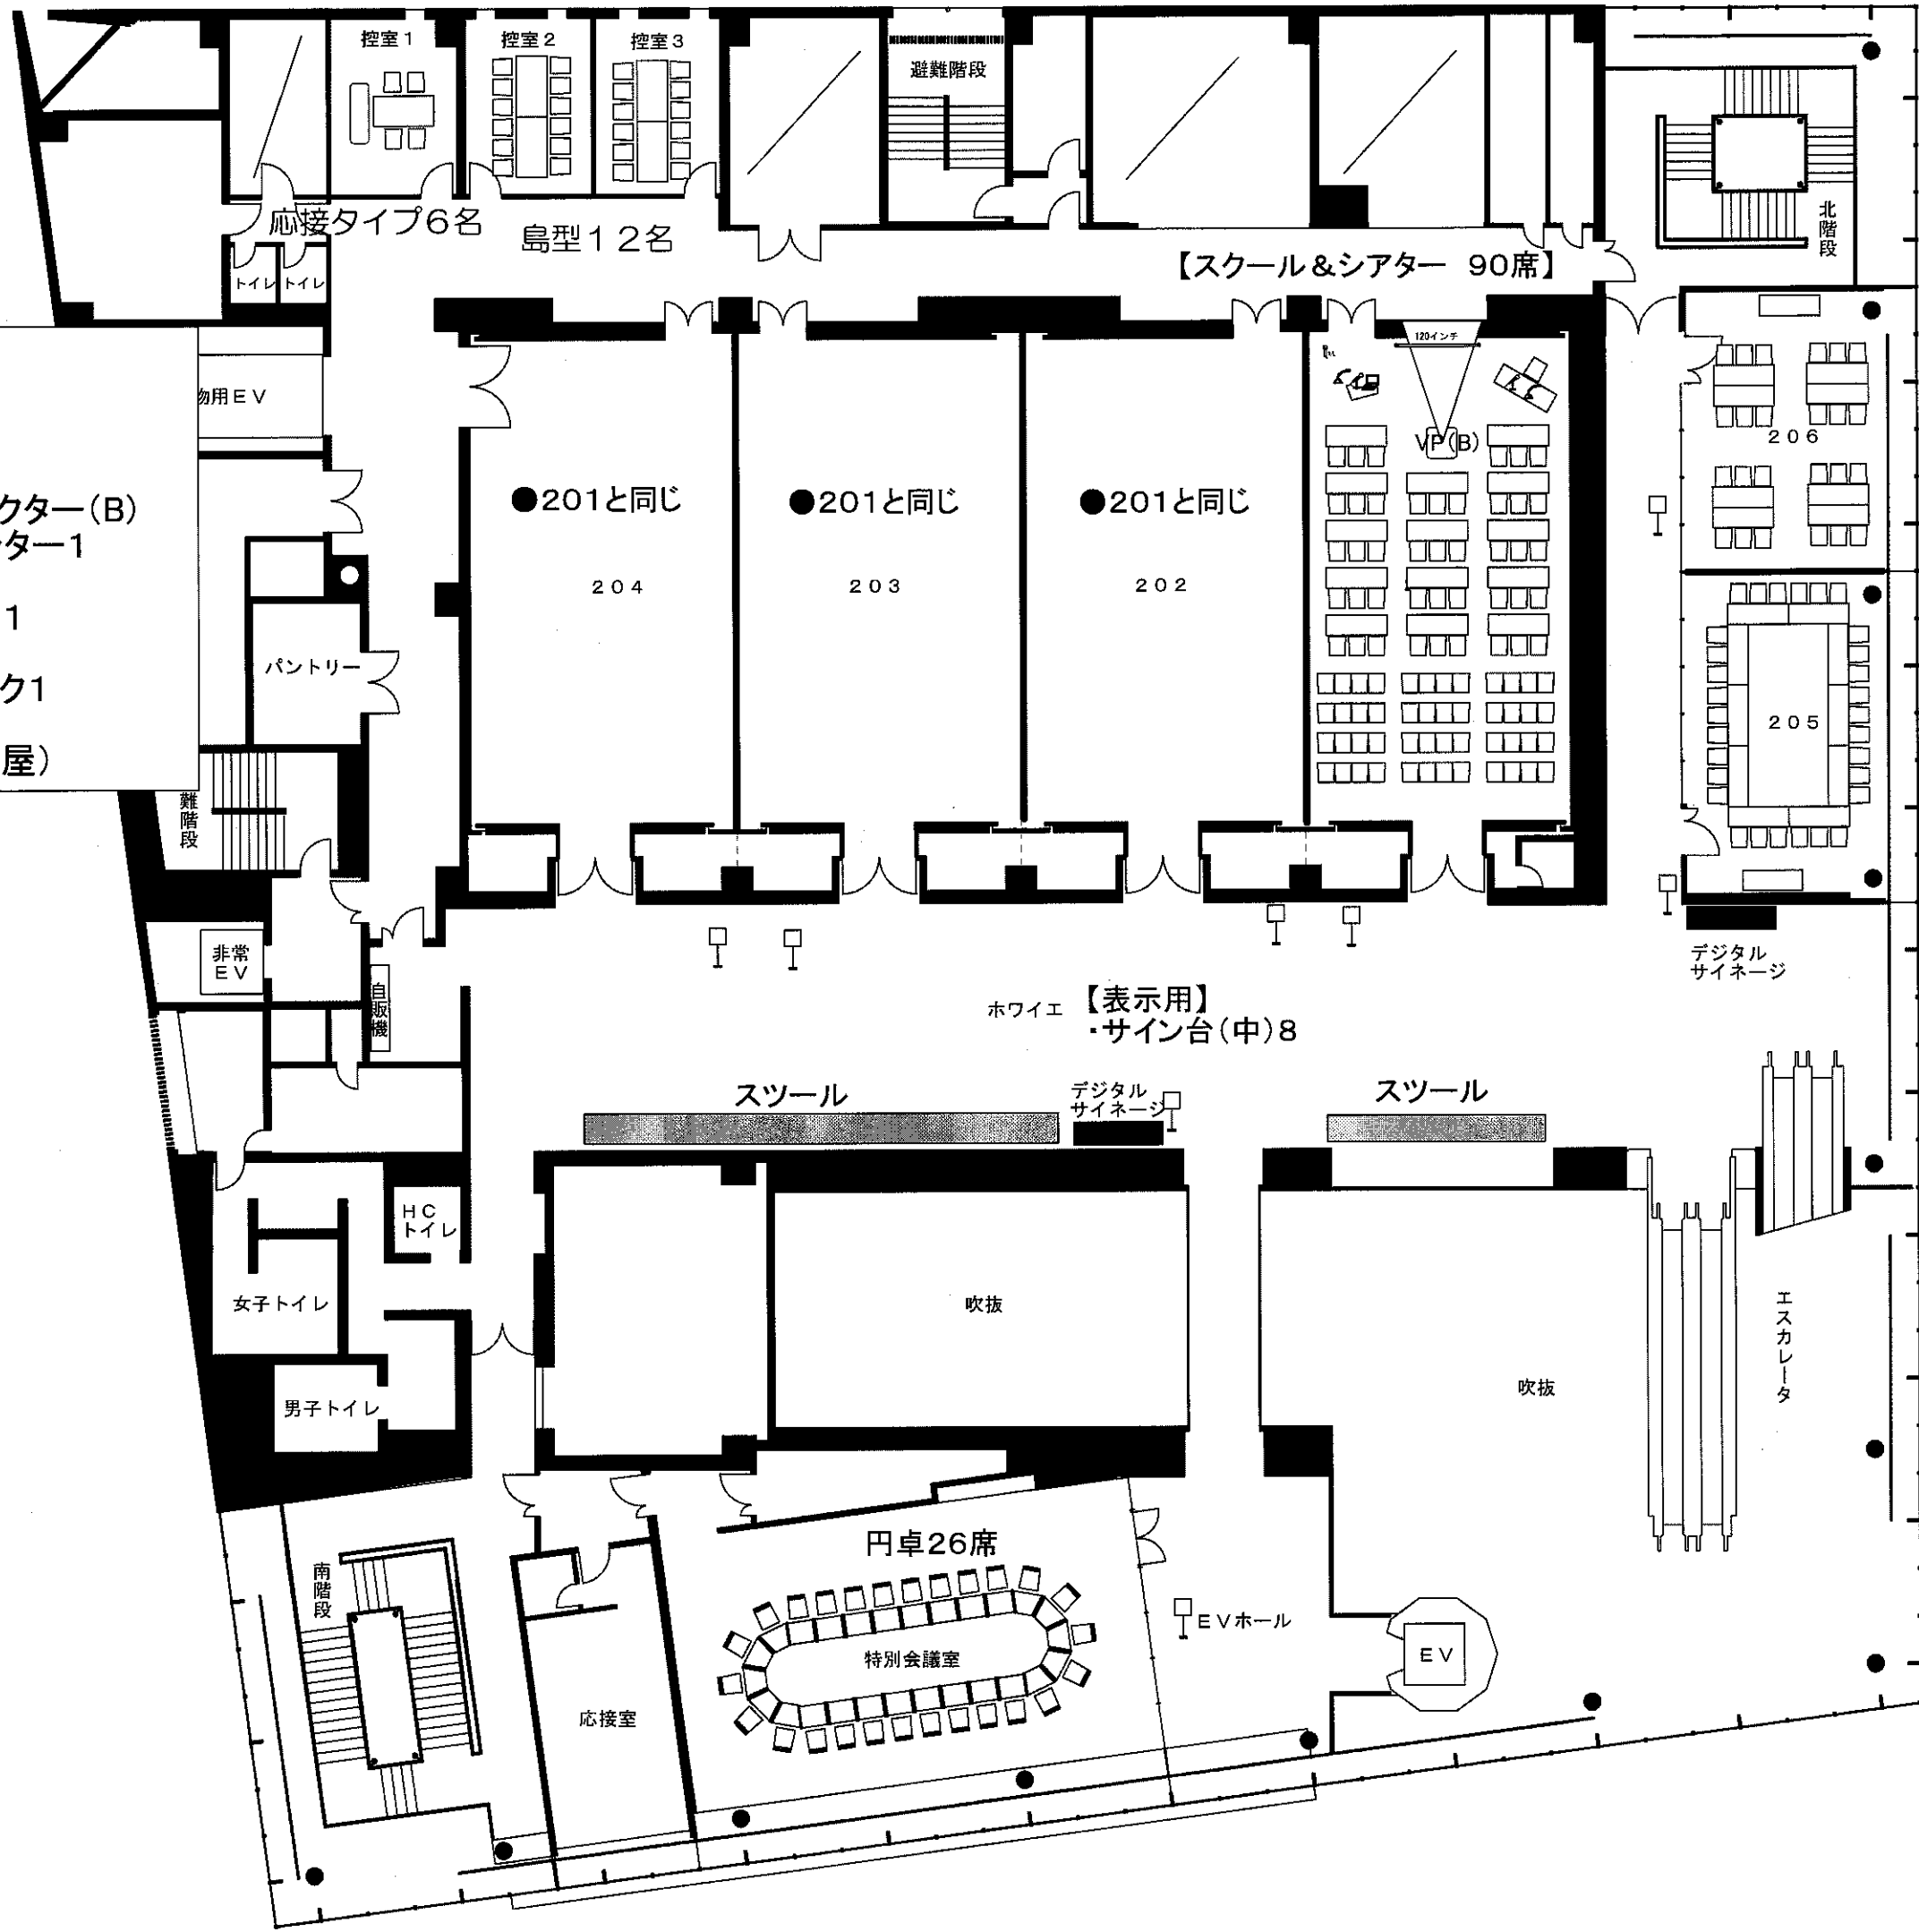 控室1
控室2
控室3
避難階段
応接タイプ6名
島型12名
【スクール&シアター 90席】
北階段
トイレ
トイレ
120インチ
物用EV
VP(B)
206
クター(B)
ター1
●201と同じ
●201と同じ
●201と同じ
204
203
202
1
パントリー
ク1
205
屋)
難階段
非常
EV
自販機
デジタル
サイネージ
ホワイエ
【表示用】
・サイン台(中)8
スツール
デジタル
サイネージ
スツール
HC
トイレ
女子トイレ
吹抜
エスカレータ
男子トイレ
吹抜
円卓26席
南階段
特別会議室
EVホール
EV
応接室